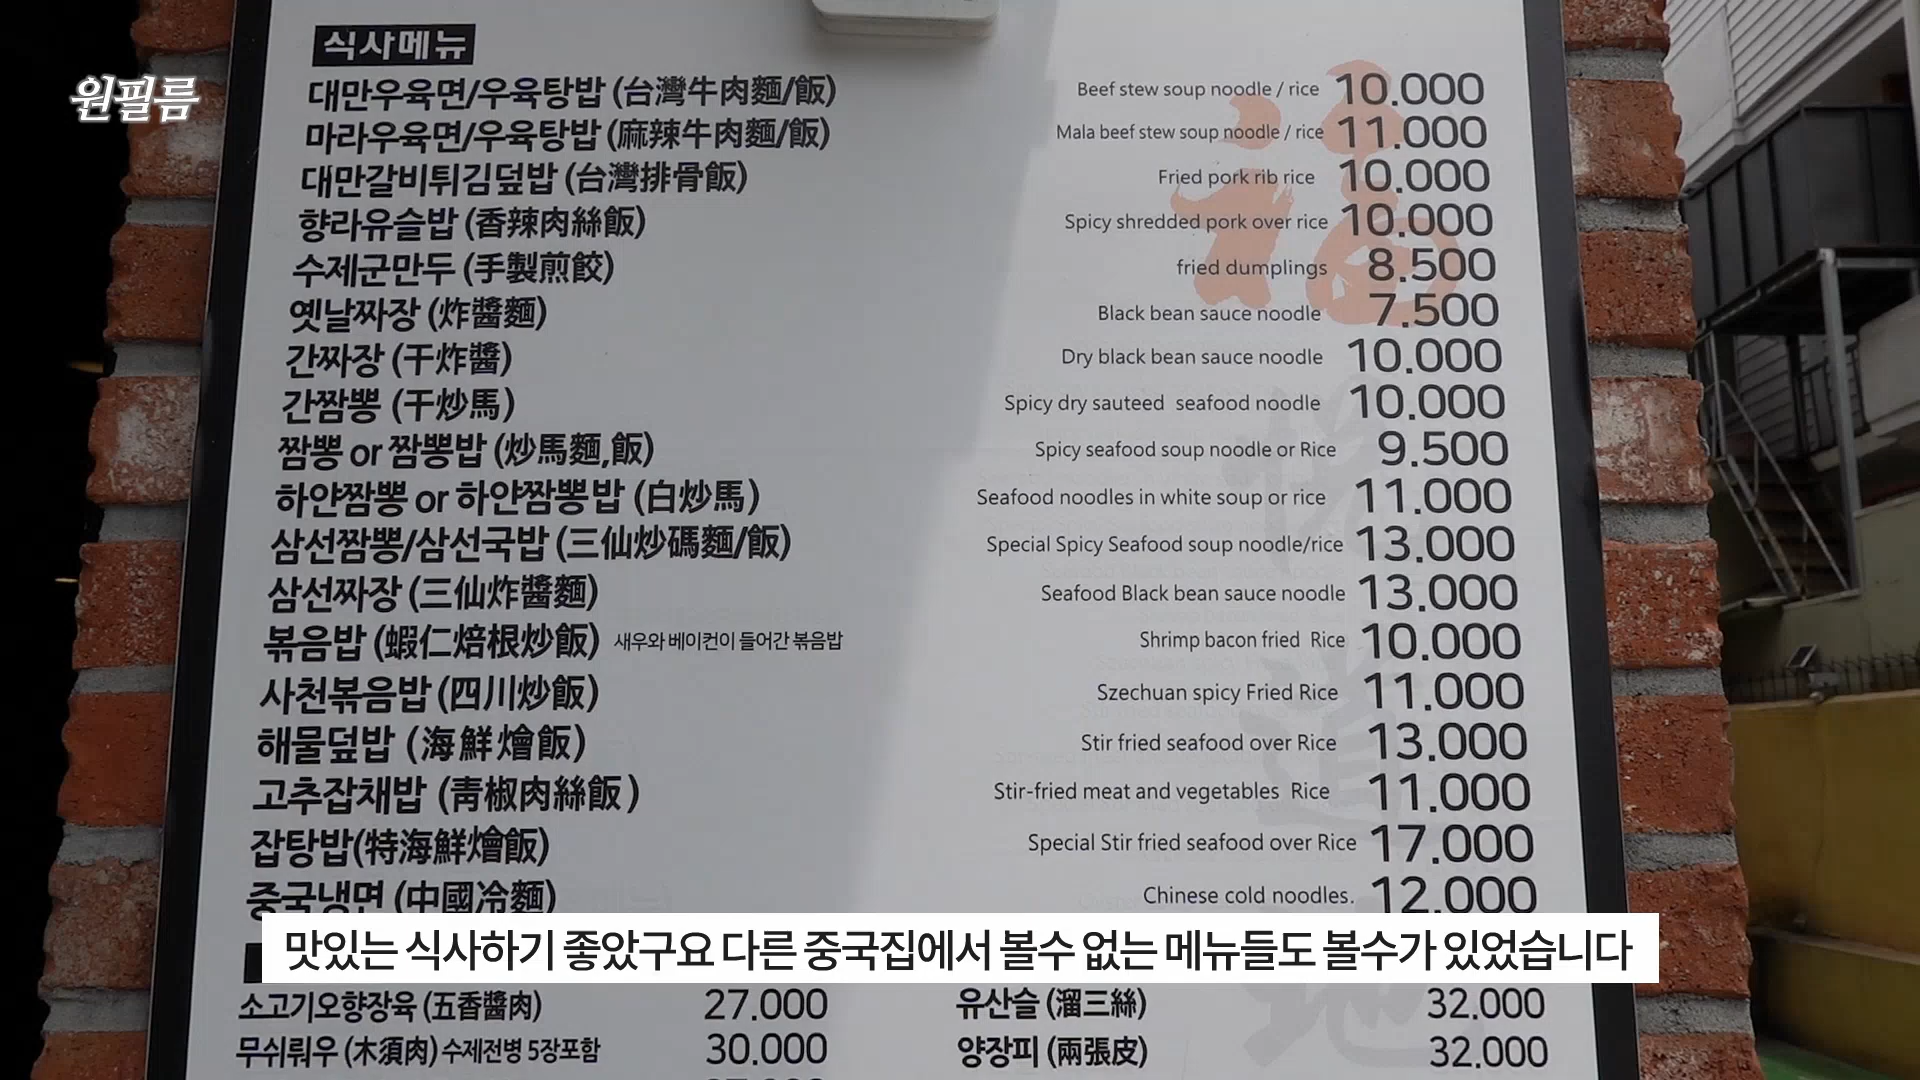 원필름
식사메뉴
대만우육면/우육탕밥 (台灣牛肉麵/飯) Beef stew soup noodle / rice 10.000
마라우육면/우육탕밥 (麻辣牛肉麵/飯) Mala beef stew soup noodle / rice 11.000
대만갈비튀김덮밥 (台灣排骨飯) Fried pork rib rice 10.000
향라유슬밥 (香辣肉絲飯) Spicy shredded pork over rice 10.000
수제군만두 (手製煎餃) fried dumplings 8.500
옛날짜장 (炸醬麵) Black bean sauce noodle 7.500
간짜장 (干炸醬) Dry black bean sauce noodle 10.000
간짬뽕 (干炒馬) Spicy dry sauteed seafood noodle 10.000
짬뽕 or 짬뽕밥 (炒馬麵,飯) Spicy seafood soup noodle or Rice 9.500
하얀짬뽕 or 하얀짬뽕밥 (白炒馬) Seafood noodles in white soup or rice 11.000
삼선짬뽕/삼선국밥 (三仙炒碼麵/飯) Special Spicy Seafood soup noodle/rice 13.000
삼선짜장 (三仙炸醬麵) Seafood Black bean sauce noodle 13.000
볶음밥 (蝦仁焙根炒飯) 새우와 베이컨이 들어간 볶음밥 Shrimp bacon fried Rice 10.000
사천볶음밥 (四川炒飯) Szechuan spicy Fried Rice 11.000
해물덮밥 (海鮮燴飯) Stir fried seafood over Rice 13.000
고추잡채밥 (靑椒肉絲飯) Stir-fried meat and vegetables Rice 11.000
잡탕밥(特海鮮燴飯) Special Stir fried seafood over Rice 17.000
중국냉면 (中國冷麵) Chinese cold noodles. 12.000
맛있는 식사하기 좋았구요 다른 중국집에서 볼수 없는 메뉴들도 볼수가 있었습니다
소고기오향장육 (五香醬肉) 27.000 유산슬 (溜三絲) 32.000
무쉬뤄우 (木須肉) 수제전병 5장포함 30.000 양장피 (兩張皮) 32.000